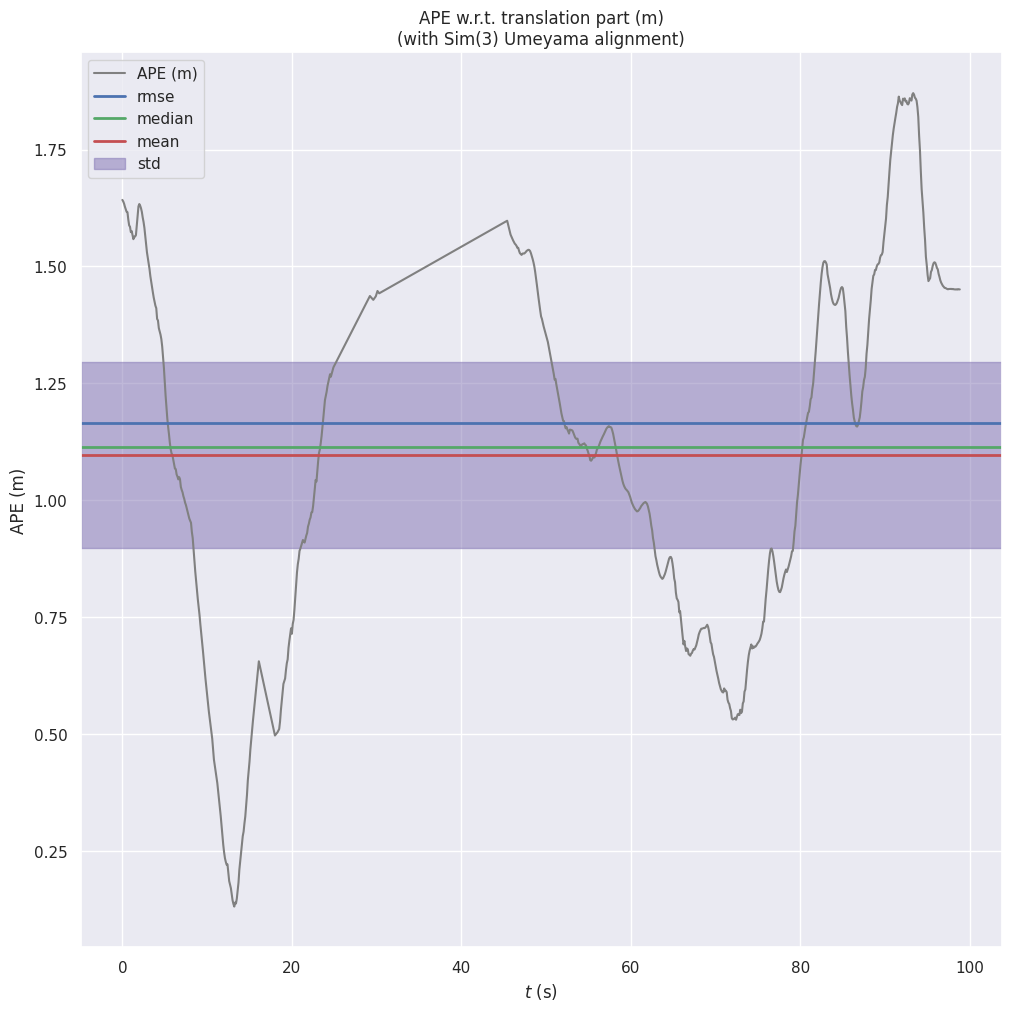 APE w.r.t. translation part (m)
(with Sim(3) Umeyama alignment)
APE (m)
rmse
median
mean
std
1.75
1.50
1.25
1.00
0.75
0.50
0.25
APE (m)
0 20 40 60 80 100
t (s)